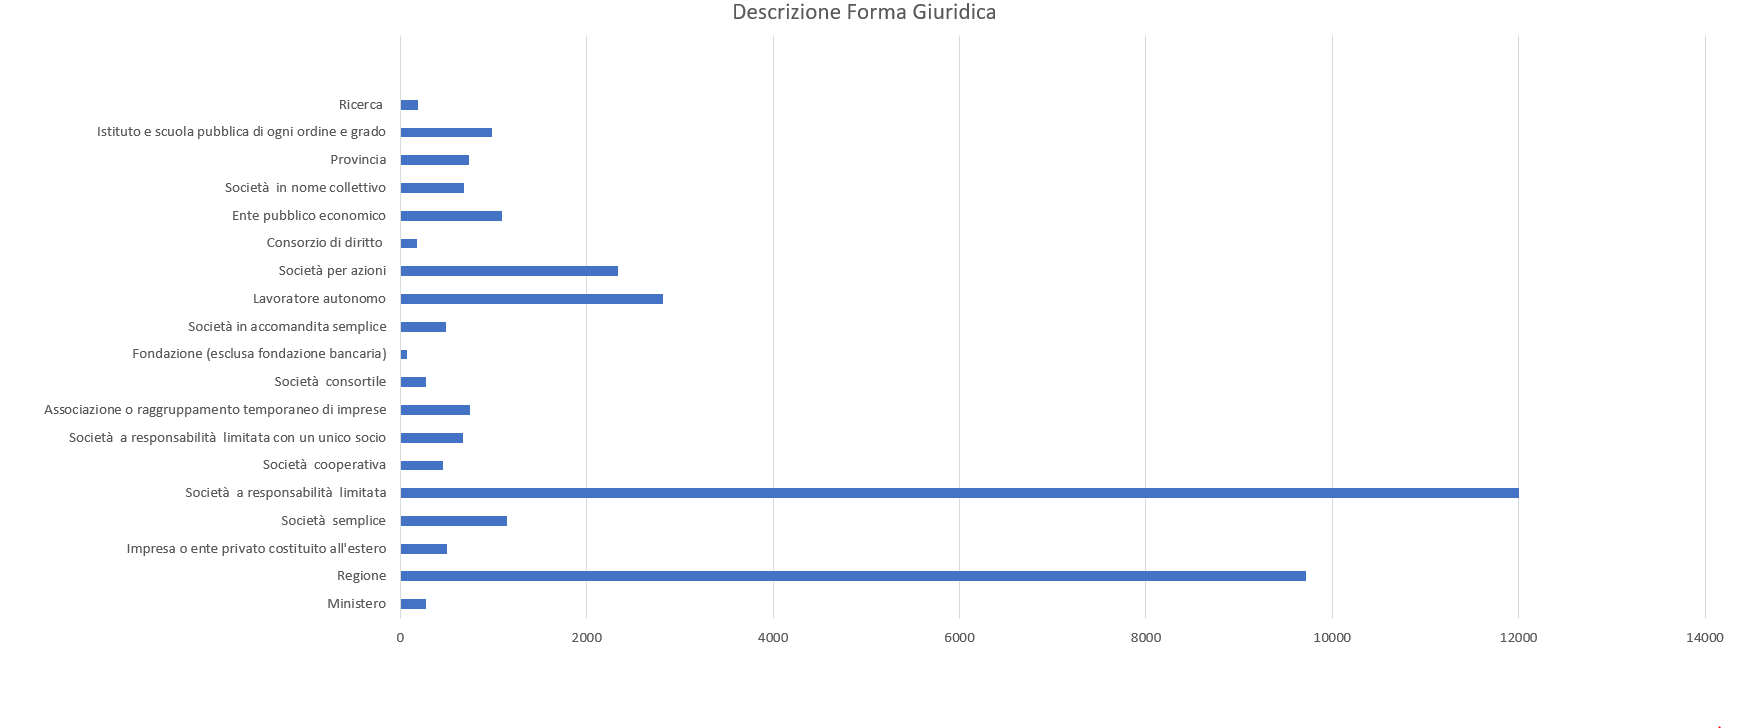 Descrizione Forma Giuridica
Ricerca
Istituto e scuola pubblica di ogni ordine e grado
Provincia
Società in nome collettivo
Ente pubblico economico
Consorzio di diritto
Società per azioni
Lavoratore autonomo
Società in accomandita semplice
Fondazione (esclusa fondazione bancaria)
Società consortile
Associazione o raggruppamento temporaneo di imprese
Società a responsabilità limitata con un unico socio
Società cooperativa
Società a responsabilità limitata
Società semplice
Impresa o ente privato costituito all'estero
Regione
Ministero
0 2000 4000 6000 8000 10000 12000 14000